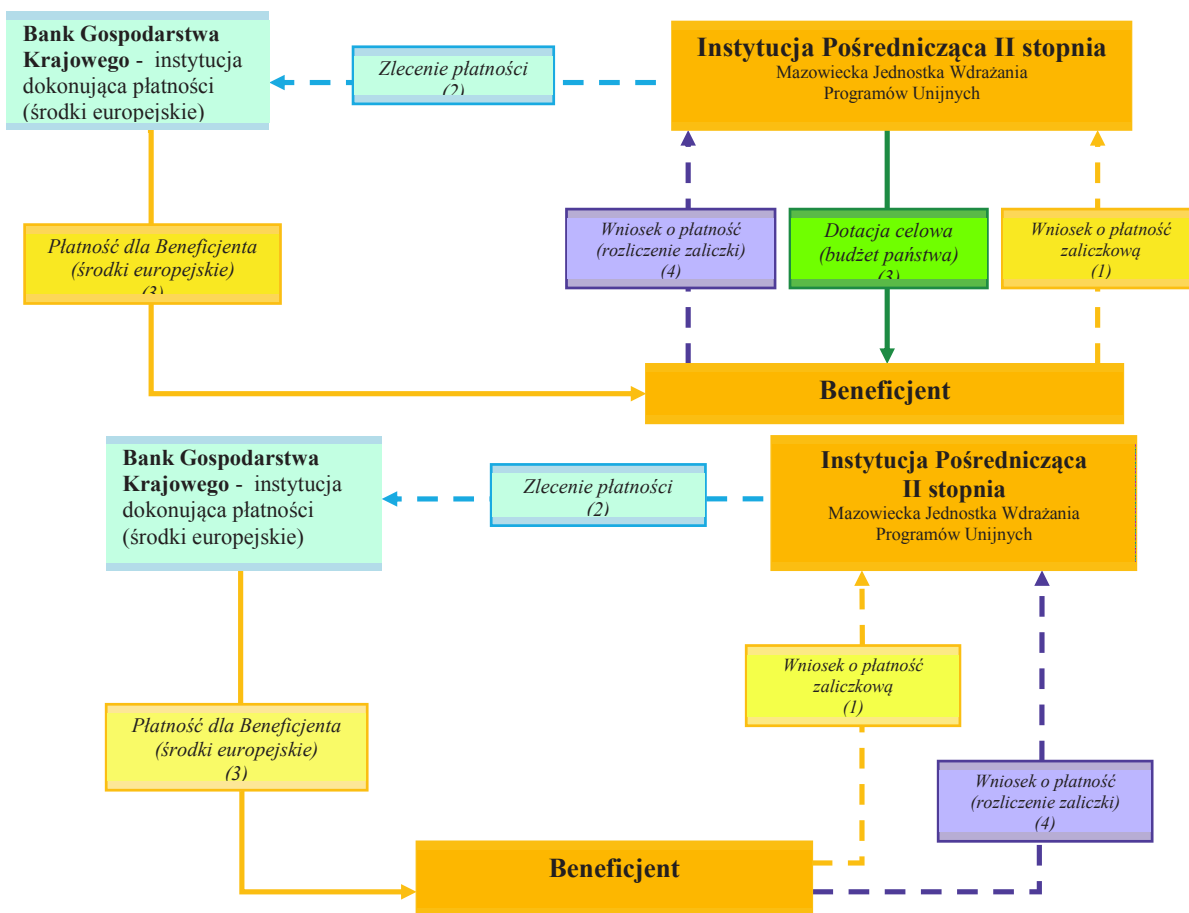 Bank Gospodarstwa
Krajowego - instytucja
dokonująca płatności
(środki europejskie)
Zlecenie płatności
(2)
Instytucja Pośrednicząca II stopnia
Mazowiecka Jednostka Wdrażania
Programów Unijnych
Płatność dla Beneficjenta
(środki europejskie)
(3)
Wniosek o płatność
(rozliczenie zaliczki)
(4)
Dotacja celowa
(budżet państwa)
(3)
Wniosek o płatność
zaliczkową
(1)
Beneficjent
Bank Gospodarstwa
Krajowego - instytucja
dokonująca płatności
(środki europejskie)
Zlecenie płatności
(2)
Instytucja Pośrednicząca
II stopnia
Mazowiecka Jednostka Wdrażania
Programów Unijnych
Wniosek o płatność
zaliczkową
(1)
Płatność dla Beneficjenta
(środki europejskie)
(3)
Wniosek o płatność
(rozliczenie zaliczki)
(4)
Beneficjent